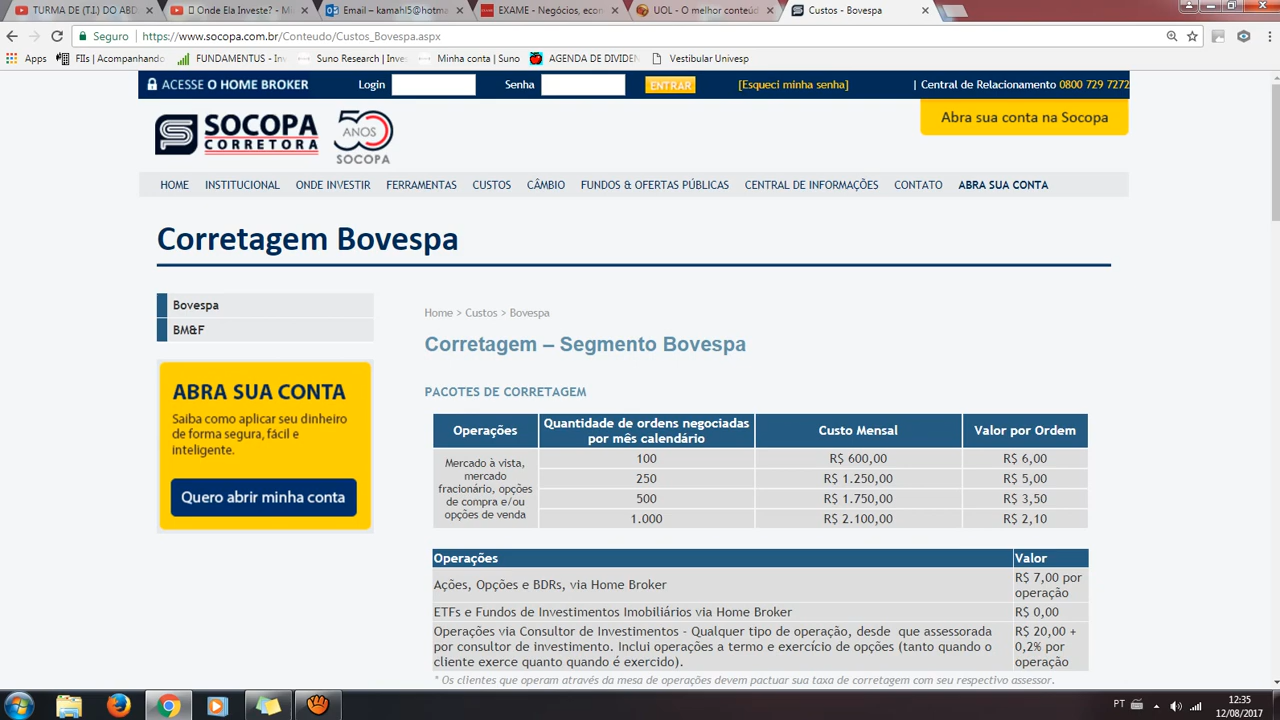 TURMA DE (T.I.) DO ABD
Onde Ela Investe? - Mi
Email – kamahl5@hotma
EXAME - Negócios, econ
UOL - O melhor conteúd
Custos - Bovespa
Seguro
https://www.socopa.com.br/Conteudo/Custos_Bovespa.aspx
Apps
FIIs | Acompanhando
FUNDAMENTUS - Inv
Suno Research | Inves
Minha conta | Suno
AGENDA DE DIVIDEN
Vestibular Univesp
ACESSE O HOME BROKER
Login
Senha
ENTRAR
[Esqueci minha senha]
| Central de Relacionamento 0800 729 7272
SOCOPA
CORRETORA
50
ANOS
SOCOPA
Abra sua conta na Socopa
HOME
INSTITUCIONAL
ONDE INVESTIR
FERRAMENTAS
CUSTOS
CÂMBIO
FUNDOS & OFERTAS PÚBLICAS
CENTRAL DE INFORMAÇÕES
CONTATO
ABRA SUA CONTA
Corretagem Bovespa
Bovespa
BM&F
ABRA SUA CONTA
Saiba como aplicar seu dinheiro
de forma segura, fácil e
inteligente.
Quero abrir minha conta
Home > Custos > Bovespa
Corretagem – Segmento Bovespa
PACOTES DE CORRETAGEM
Operações
Quantidade de ordens negociadas
por mês calendário
Custo Mensal
Valor por Ordem
Mercado à vista,
mercado
fracionário, opções
de compra e/ou
opções de venda
100
R$ 600,00
R$ 6,00
250
R$ 1.250,00
R$ 5,00
500
R$ 1.750,00
R$ 3,50
1.000
R$ 2.100,00
R$ 2,10
Operações
Valor
Ações, Opções e BDRs, via Home Broker
R$ 7,00 por
operação
ETFs e Fundos de Investimentos Imobiliários via Home Broker
R$ 0,00
Operações via Consultor de Investimentos - Qualquer tipo de operação, desde que assessorada
por consultor de investimento. Inclui operações a termo e exercício de opções (tanto quando o
cliente exerce quanto quando é exercido).
R$ 20,00 +
0,2% por
operação
* Os clientes que operam através da mesa de operações devem pactuar sua taxa de corretagem com seu respectivo assessor.
PT
12:35
12/08/2017